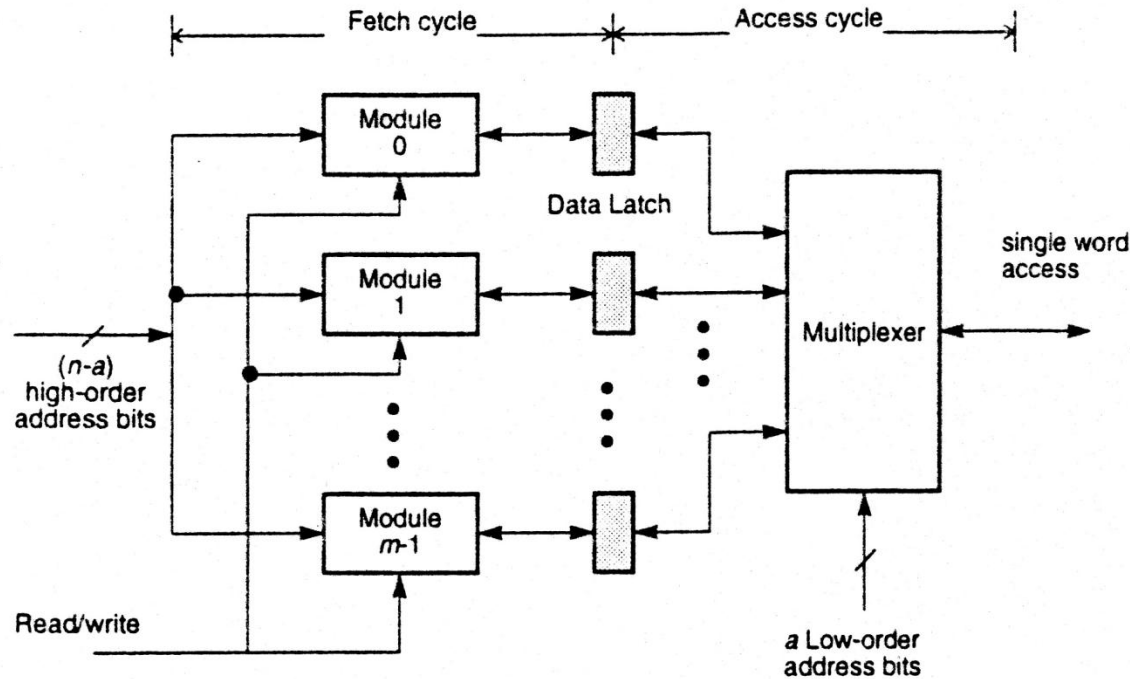 Fetch cycle
Access cycle
Module
0
Data Latch
Module
1
single word
access
Multiplexer
(n-a)
high-order
address bits
Module
m-1
Read/write
a Low-order
address bits